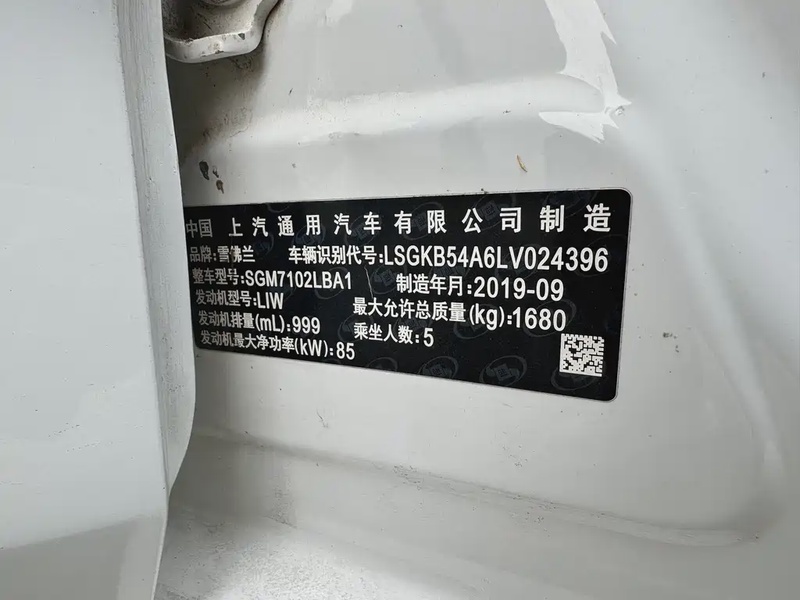 中国 上汽通用汽车有限公司制造
品牌:雪佛兰 车辆识别代号:LSGKB54A6LV024396
整车型号:SGM7102LBA1 制造年月:2019-09
发动机型号:LIW 最大允许总质量(kg):1680
发动机排量(mL):999 乘坐人数:5
发动机最大净功率(kW):85